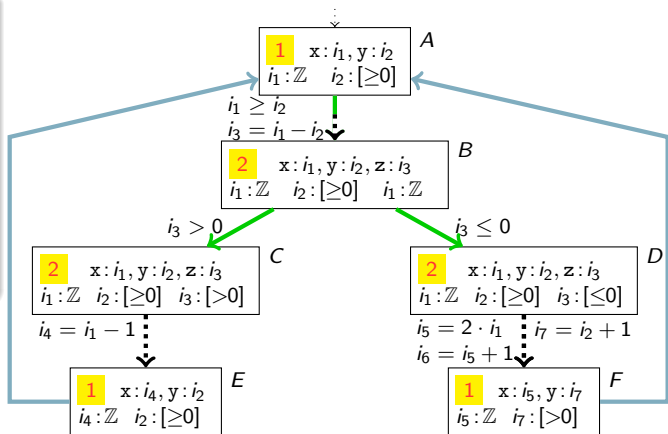 A
1 x:i₁, y:i₂
i₁:ℤ i₂:[≥0]
i₁ ≥ i₂
i₃ = i₁ − i₂
B
2 x:i₁, y:i₂, z:i₃
i₁:ℤ i₂:[≥0] i₁:ℤ
i₃ > 0
i₃ ≤ 0
C
2 x:i₁, y:i₂, z:i₃
i₁:ℤ i₂:[≥0] i₃:[>0]
D
2 x:i₁, y:i₂, z:i₃
i₁:ℤ i₂:[≥0] i₃:[≤0]
i₄ = i₁ − 1
i₅ = 2 · i₁ i₇ = i₂ + 1
i₆ = i₅ + 1
E
1 x:i₄, y:i₂
i₄:ℤ i₂:[≥0]
F
1 x:i₅, y:i₇
i₅:ℤ i₇:[>0]